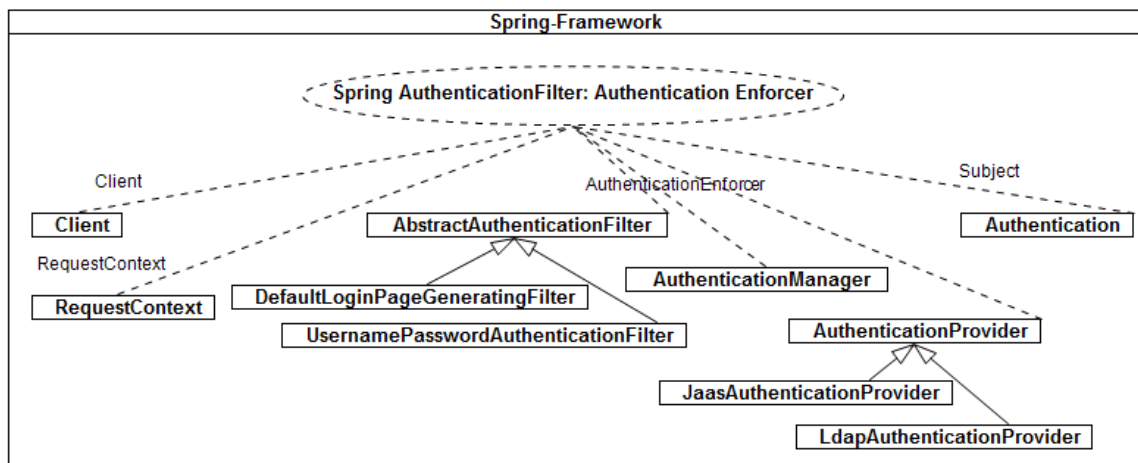 Spring-Framework
Spring AuthenticationFilter: Authentication Enforcer
Client
AuthenticationEnforcer
Subject
Client
AbstractAuthenticationFilter
Authentication
RequestContext
AuthenticationManager
DefaultLoginPageGeneratingFilter
RequestContext
UsernamePasswordAuthenticationFilter
AuthenticationProvider
JaasAuthenticationProvider
LdapAuthenticationProvider